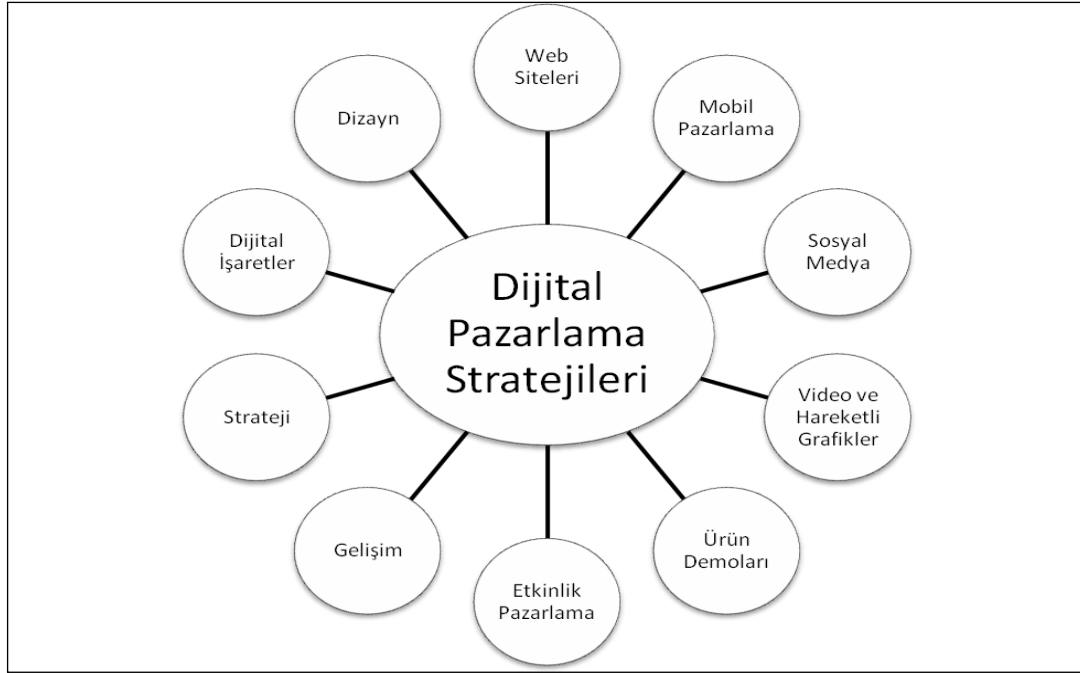 Web
Siteleri
Mobil
Pazarlama
Sosyal
Medya
Video ve
Hareketli
Grafikler
Ürün
Demoları
Etkinlik
Pazarlama
Gelişim
Strateji
Dijital
İşaretler
Dizayn
Dijital
Pazarlama
Stratejileri